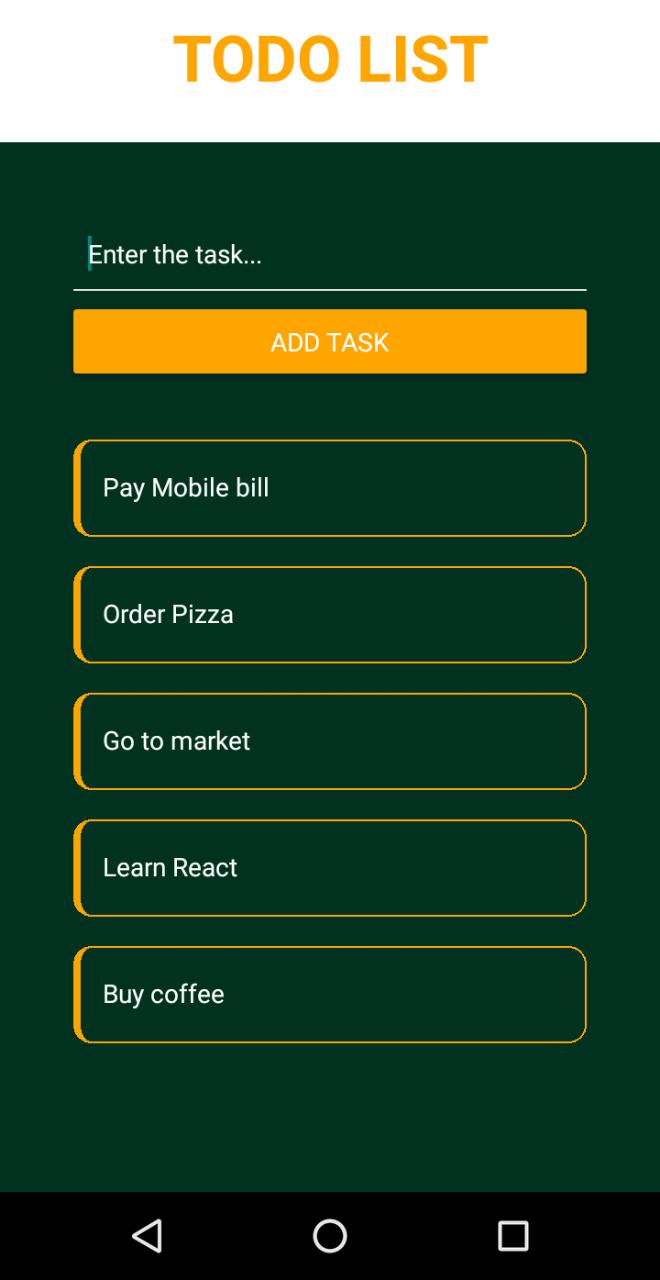 TODO LIST
Enter the task...
ADD TASK
Pay Mobile bill
Order Pizza
Go to market
Learn React
Buy coffee